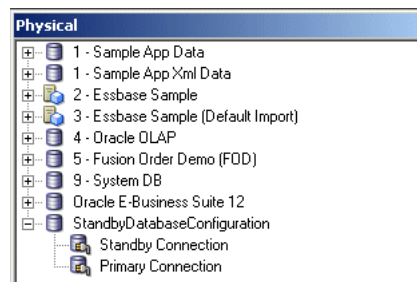 Physical
1 - Sample App Data
1 - Sample App Xml Data
2 - Essbase Sample
3 - Essbase Sample (Default Import)
4 - Oracle OLAP
5 - Fusion Order Demo (FOD)
9 - System DB
Oracle E-Business Suite 12
StandbyDatabaseConfiguration
Standby Connection
Primary Connection